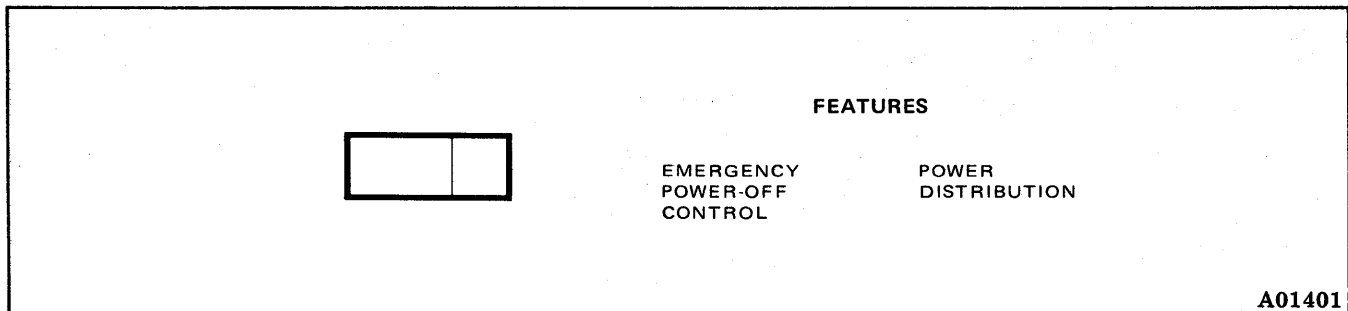 FEATURES
EMERGENCY
POWER-OFF
CONTROL
POWER
DISTRIBUTION
A01401